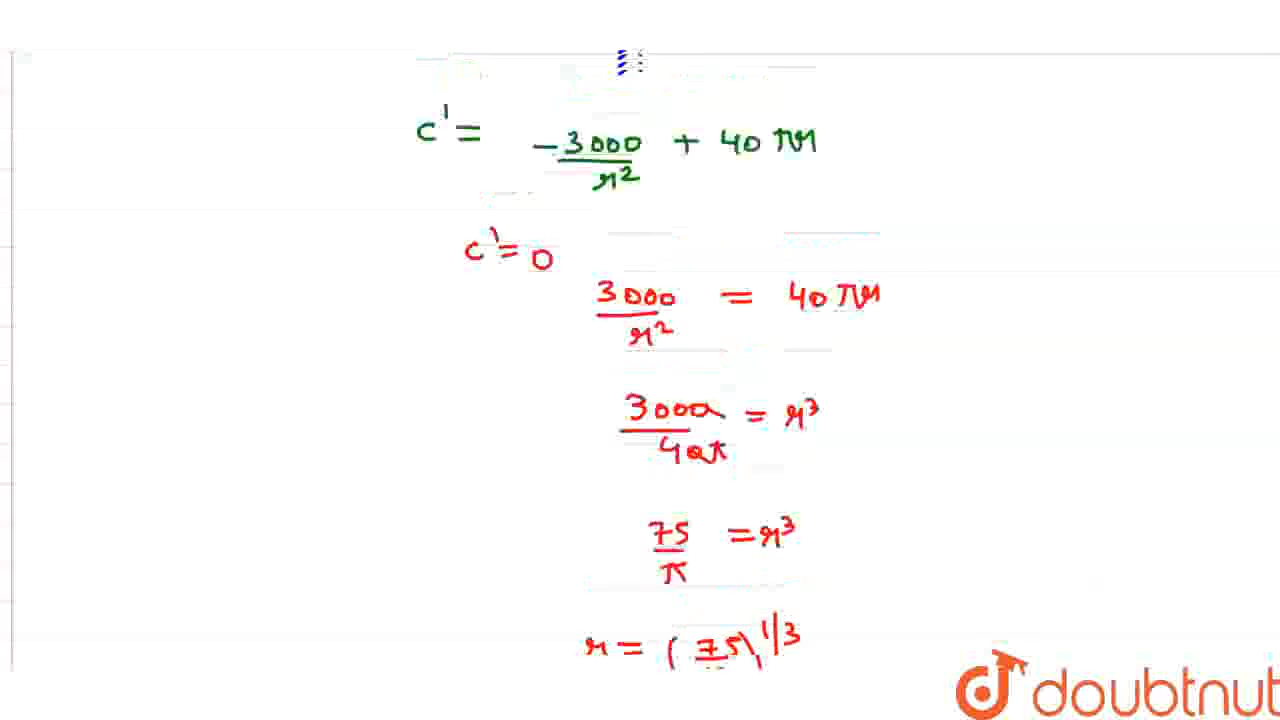 c' = -3000/r² + 40πr
c' = 0
3000/r² = 40πr
3000/40π = r³
75/π = r³
r = (75)^1/3
doubtnut